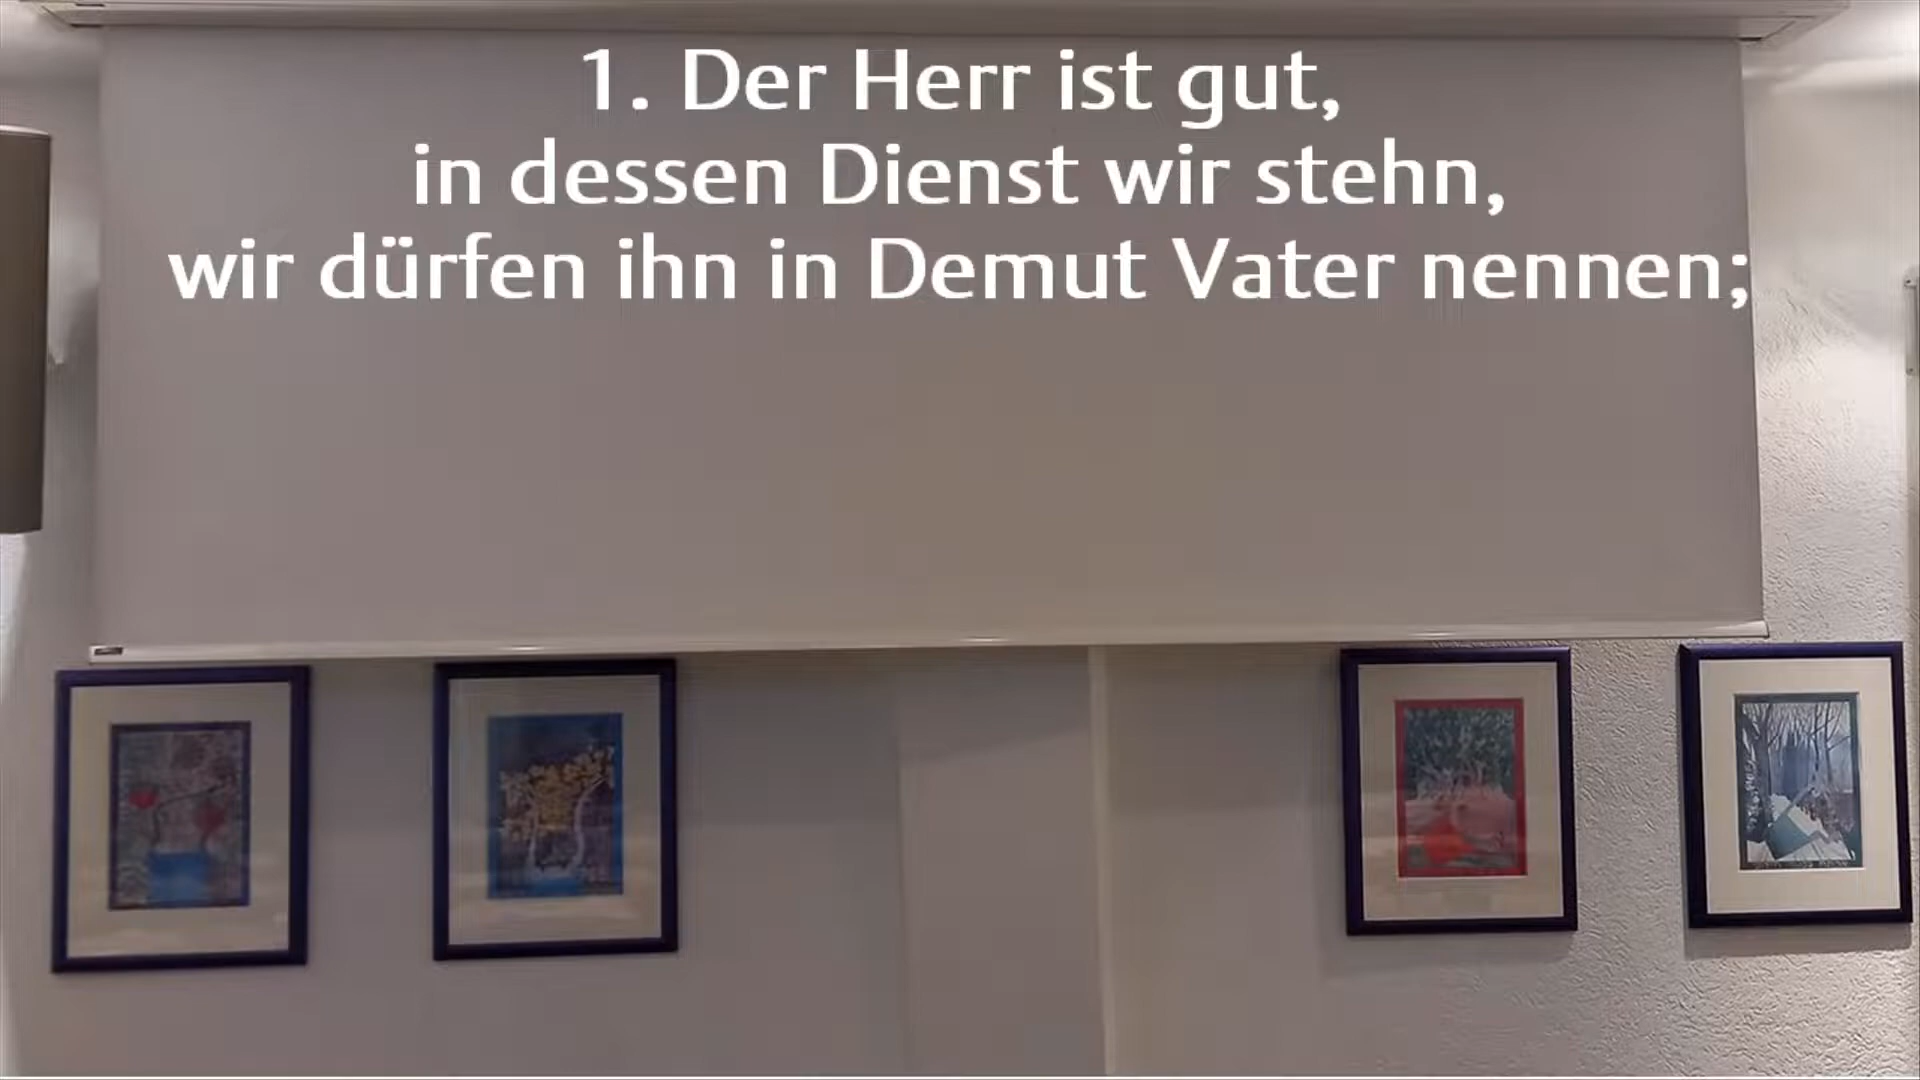 1. Der Herr ist gut,
in dessen Dienst wir stehn,
wir dürfen ihn in Demut Vater nennen;